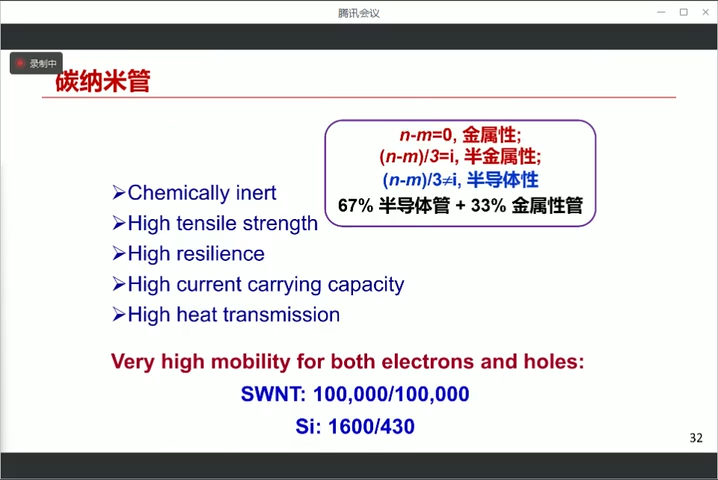 腾讯会议
录制中
碳纳米管
n-m=0, 金属性;
(n-m)/3=i, 半金属性;
(n-m)/3≠i, 半导体性
67% 半导体管 + 33% 金属性管
➢Chemically inert
➢High tensile strength
➢High resilience
➢High current carrying capacity
➢High heat transmission
Very high mobility for both electrons and holes:
SWNT: 100,000/100,000
Si: 1600/430
32